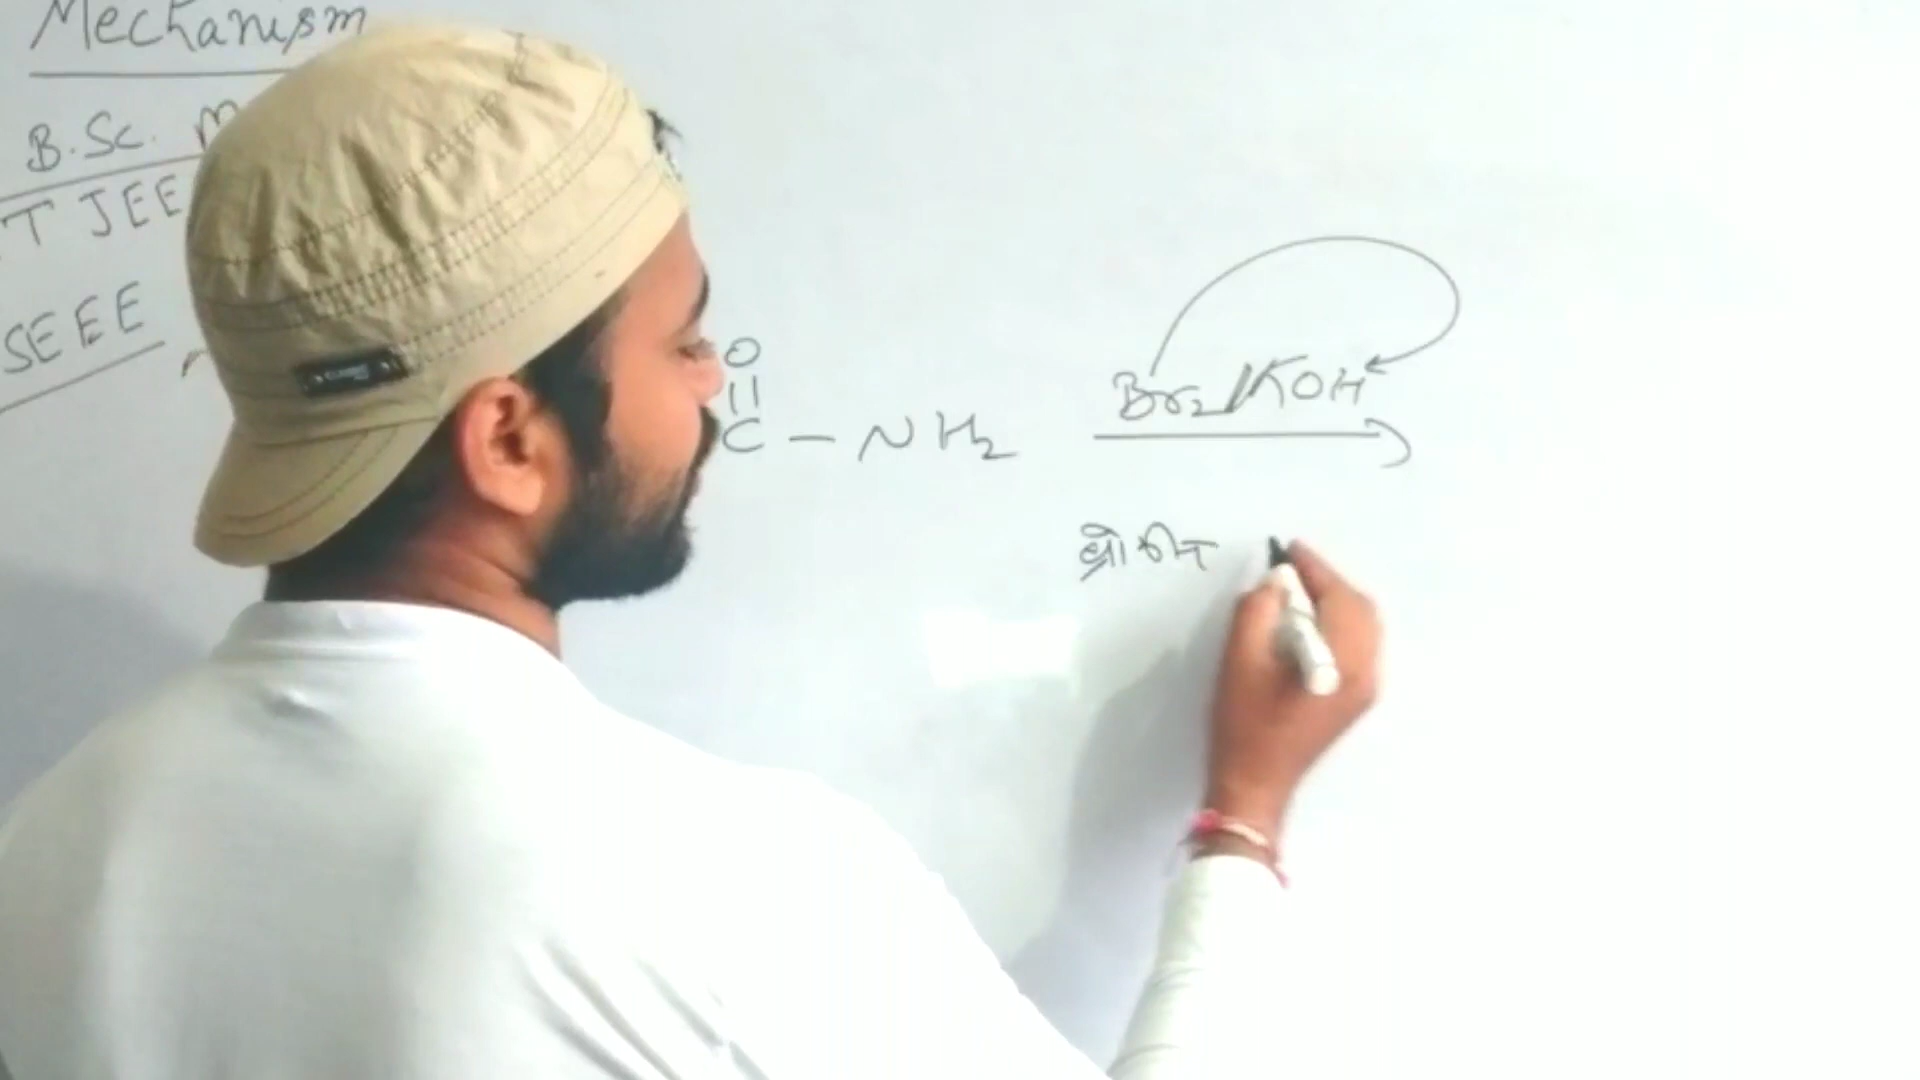 Mechanism
B.Sc.
T JEE
SEEE
O
C - NH2
Br2/KOH
ब्रोमीन